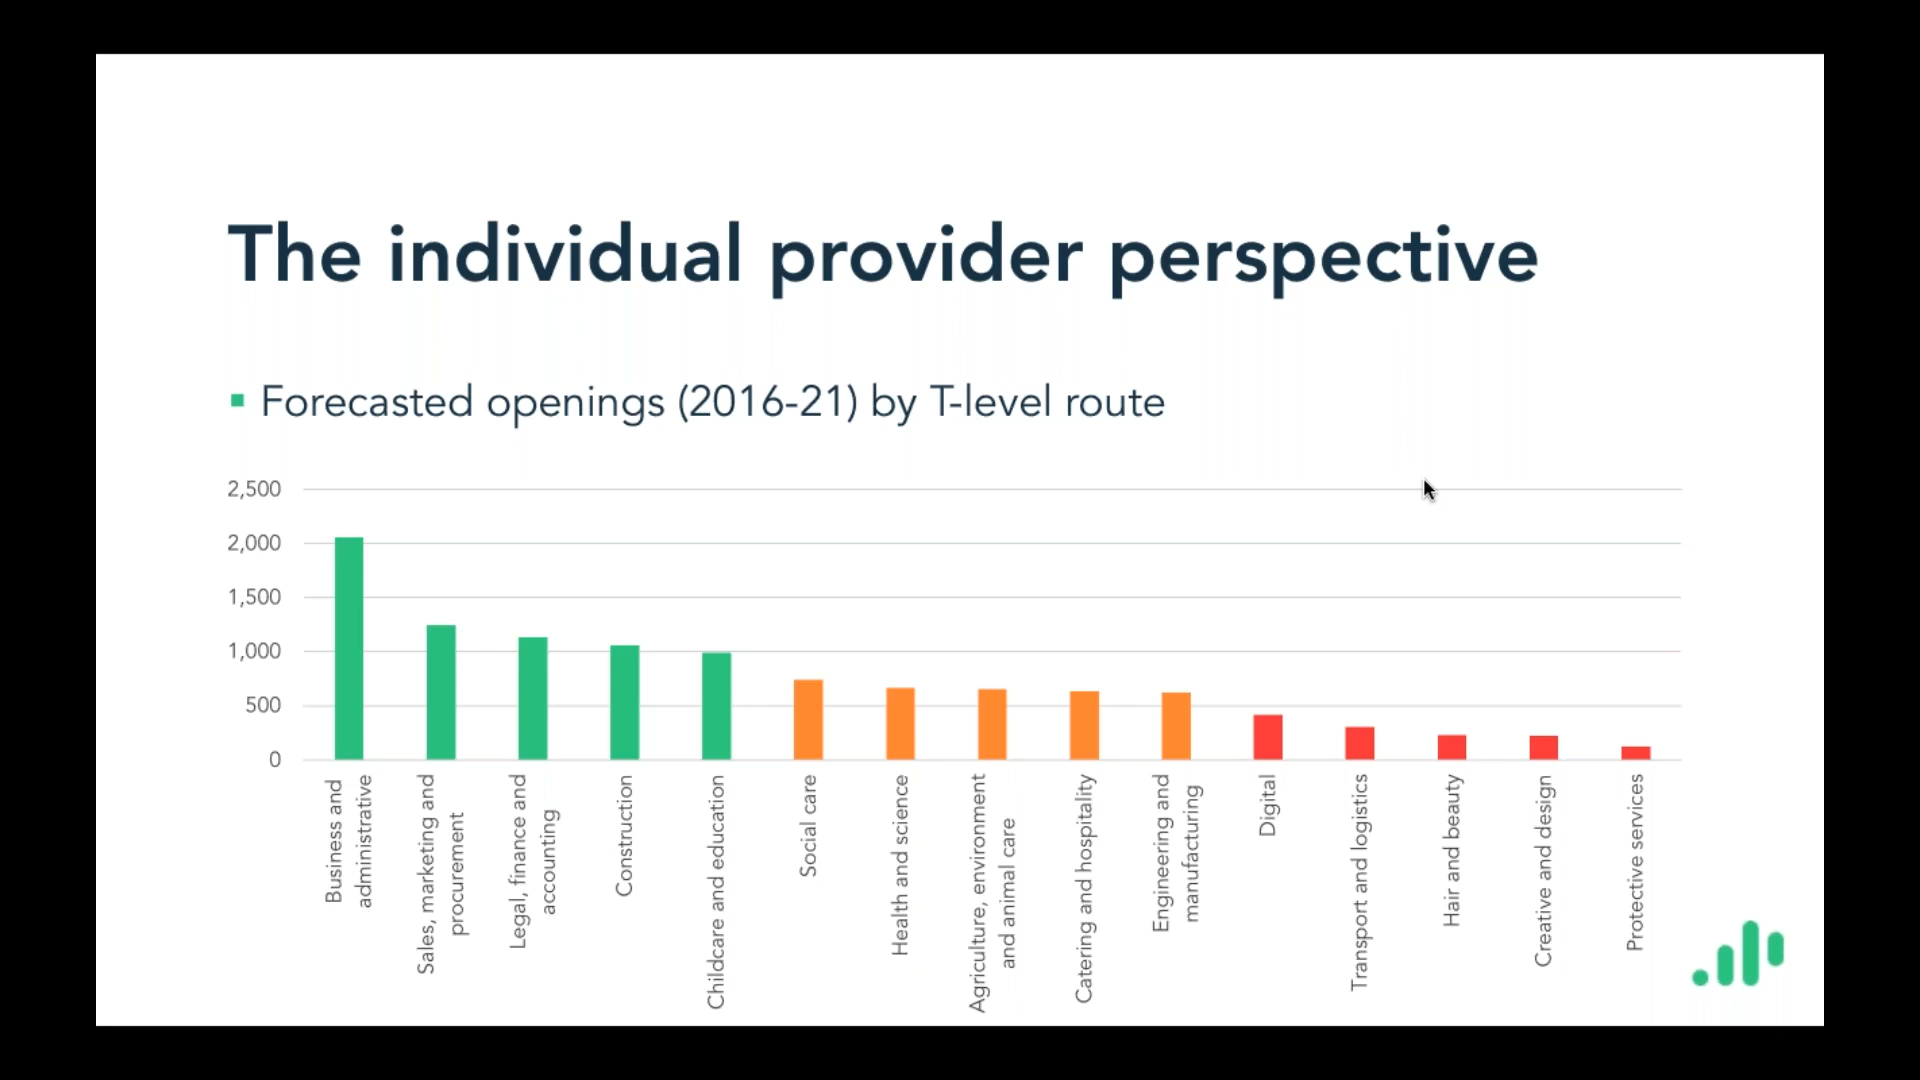 The individual provider perspective
Forecasted openings (2016-21) by T-level route
2,500
2,000
1,500
1,000
500
0
Business and
administrative
Sales, marketing and
procurement
Legal, finance and
accounting
Construction
Childcare and education
Social care
Health and science
Agriculture, environment
and animal care
Catering and hospitality
Engineering and
manufacturing
Digital
Transport and logistics
Hair and beauty
Creative and design
Protective services